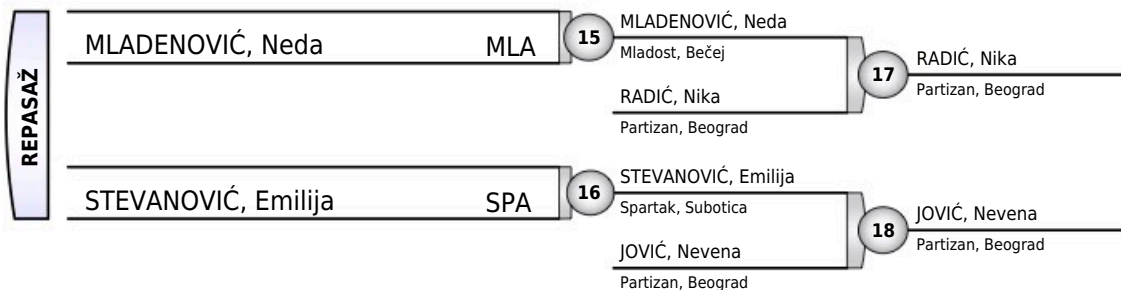 REPASAŽ
MLADENOVIĆ, Neda MLA
15
MLADENOVIĆ, Neda
Mladost, Bečej
RADIĆ, Nika
Partizan, Beograd
17
RADIĆ, Nika
Partizan, Beograd
STEVANOVIĆ, Emilija SPA
16
STEVANOVIĆ, Emilija
Spartak, Subotica
JOVIĆ, Nevena
Partizan, Beograd
18
JOVIĆ, Nevena
Partizan, Beograd